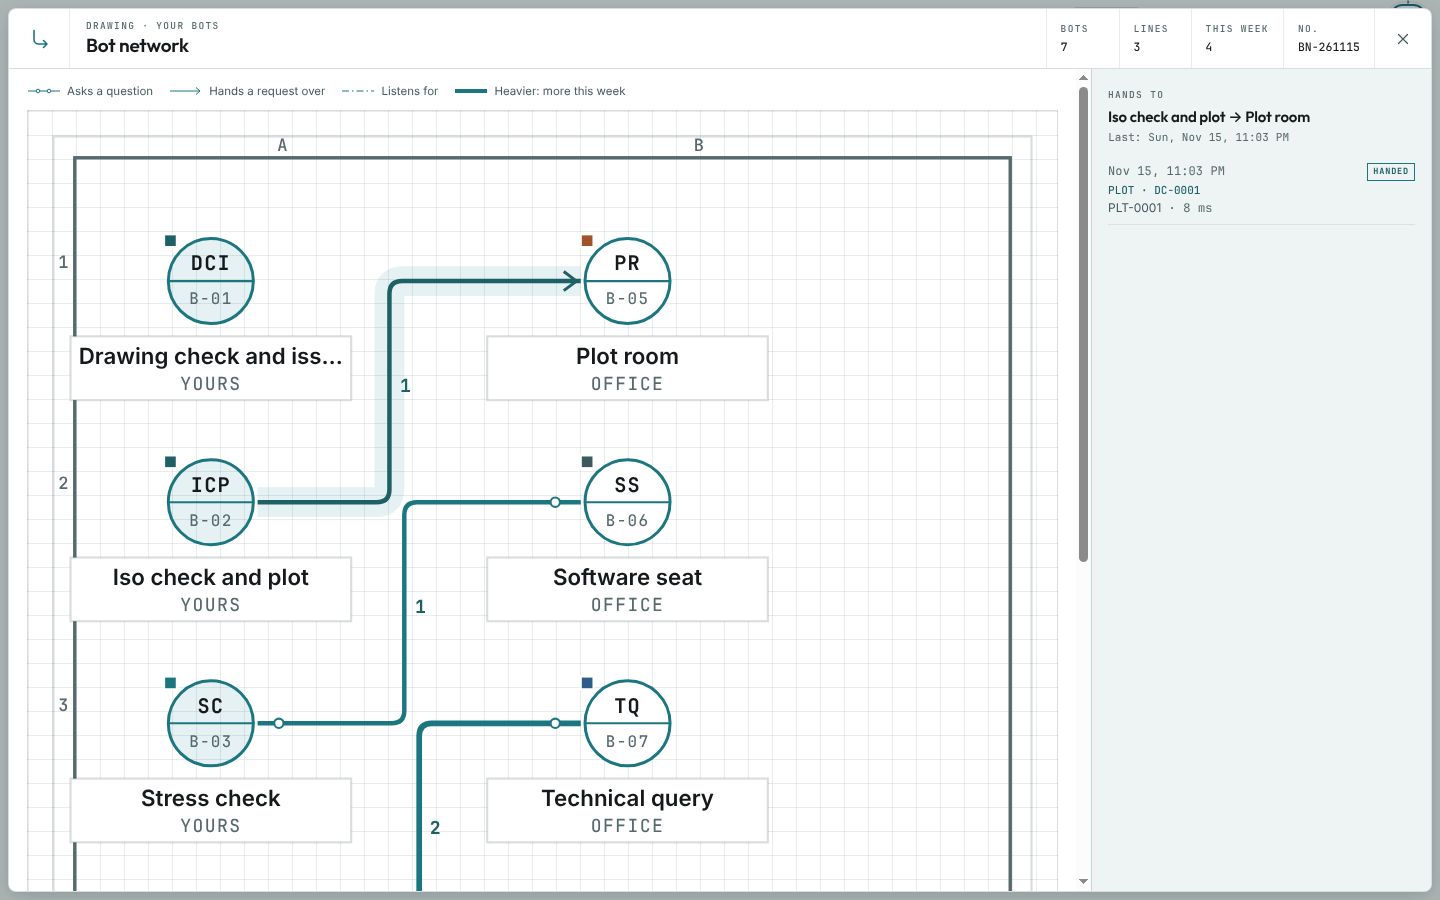 DRAWING · YOUR BOTS
Bot network
BOTS
7
LINES
3
THIS WEEK
4
NO.
BN-261115
Asks a question
Hands a request over
Listens for
Heavier: more this week
A
B
1
DCI
B-01
Drawing check and iss...
YOURS
PR
B-05
Plot room
OFFICE
1
2
ICP
B-02
Iso check and plot
YOURS
SS
B-06
Software seat
OFFICE
1
3
SC
B-03
Stress check
YOURS
TQ
B-07
Technical query
OFFICE
2
HANDS TO
Iso check and plot → Plot room
Last: Sun, Nov 15, 11:03 PM
Nov 15, 11:03 PM
HANDED
PLOT · DC-0001
PLT-0001 · 8 ms